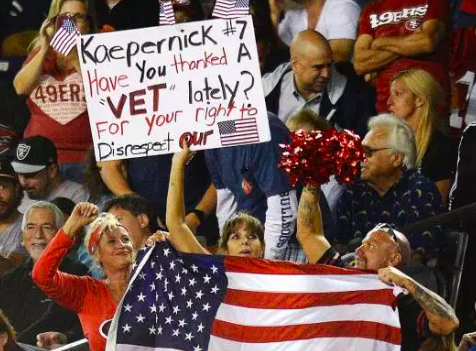 Kaepernick #7
Have You thanked A
"VET" lately?
For your right to
Disrespect our
49ERS
49ERS